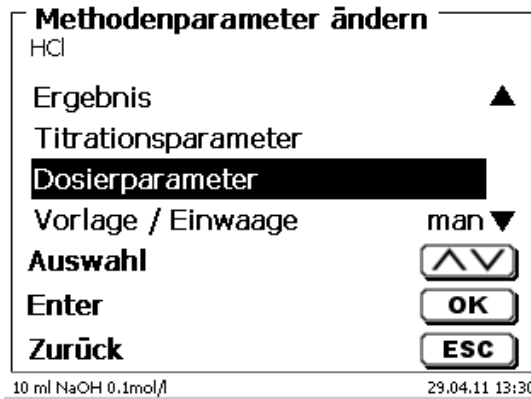 Methodenparameter ändern
HCl
Ergebnis ▲
Titrationsparameter
Dosierparameter
Vorlage / Einwaage man ▼
Auswahl
Enter OK
Zurück ESC
10 ml NaOH 0.1mol/l 29.04.11 13:30